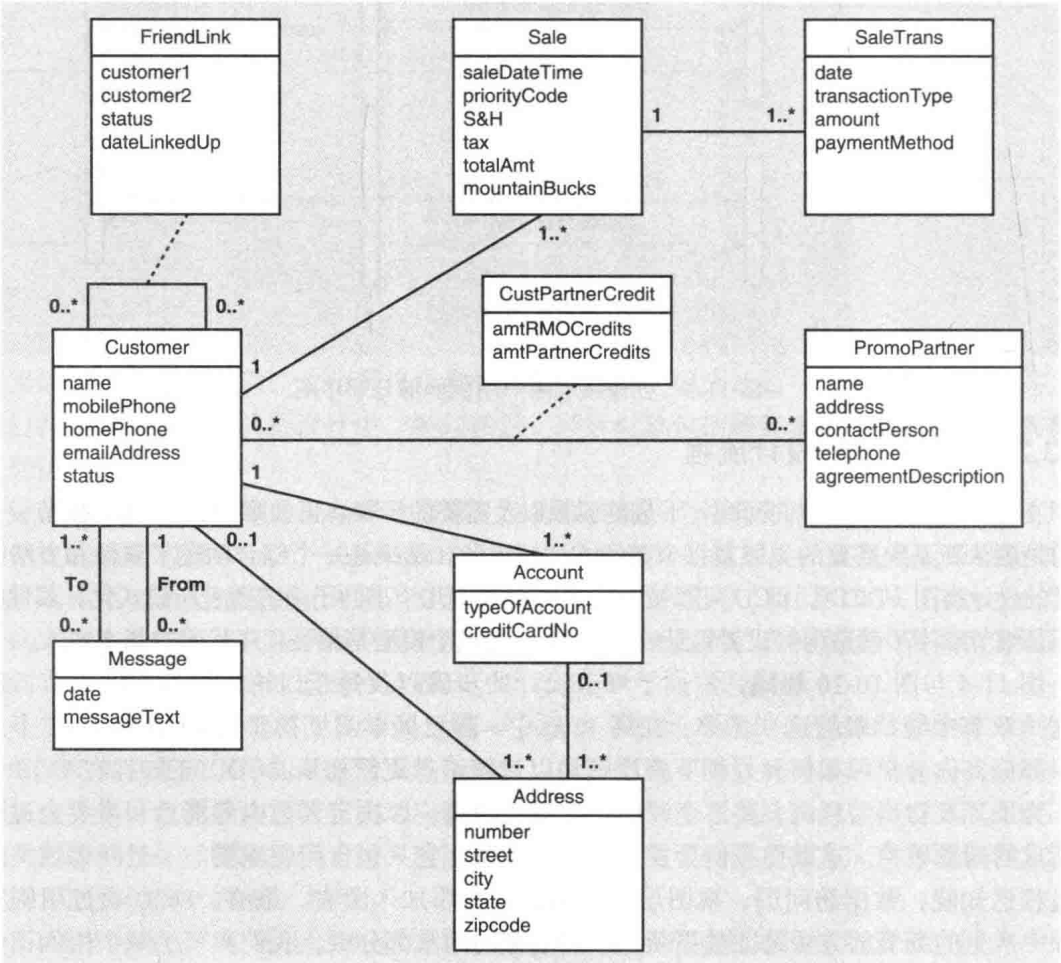 FriendLink
customer1
customer2
status
dateLinkedUp
Sale
saleDateTime
priorityCode
S&H
tax
totalAmt
mountainBucks
SaleTrans
date
transactionType
amount
paymentMethod
1
1..*
1..*
0..*
0..*
CustPartnerCredit
amtRMOCredits
amtPartnerCredits
Customer
name
mobilePhone
homePhone
emailAddress
status
1
0..*
1
PromoPartner
name
address
contactPerson
telephone
agreementDescription
0..*
1..*
1
0..1
To
From
0..*
0..*
1..*
Account
typeOfAccount
creditCardNo
0..1
Message
date
messageText
1..*
1..*
Address
number
street
city
state
zipcode